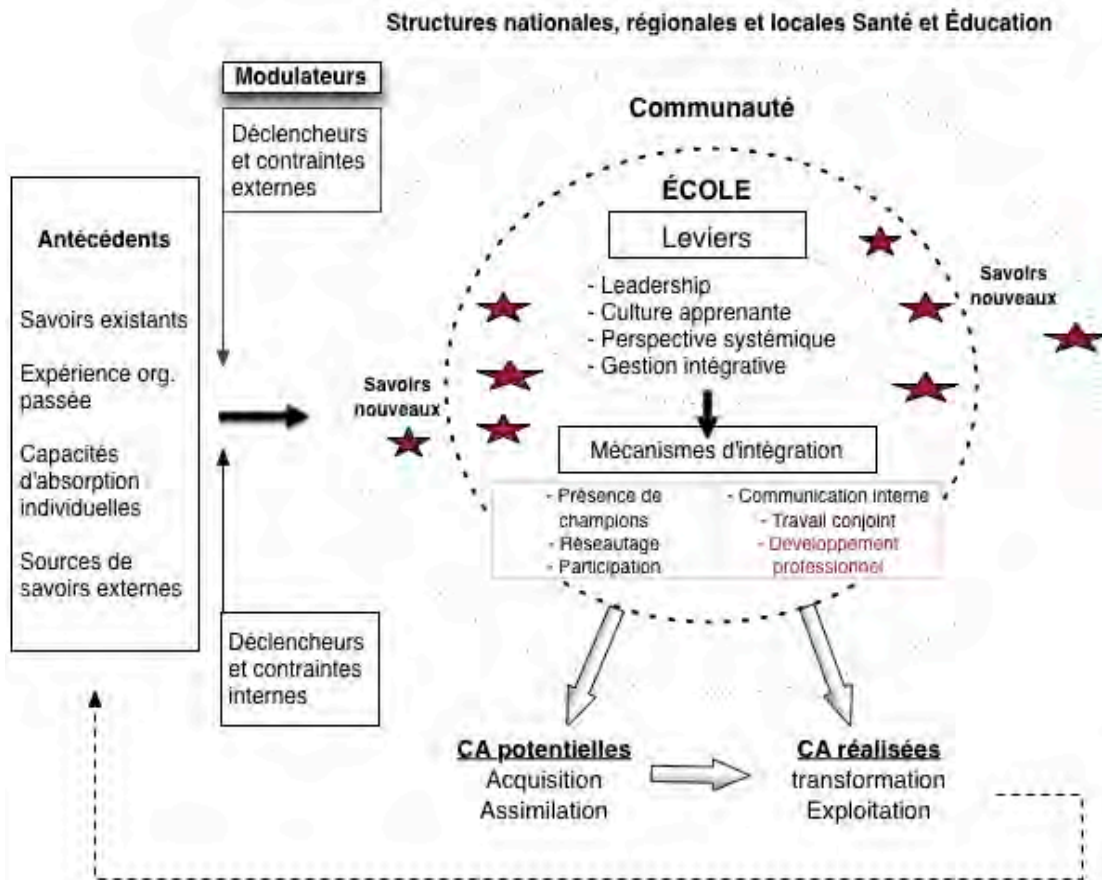 Structures nationales, régionales et locales Santé et Éducation
Modulateurs
Déclencheurs
et contraintes
externes
Antécédents
Savoirs existants
Expérience org.
passée
Capacités
d'absorption
individuelles
Sources de
savoirs externes
Déclencheurs
et contraintes
internes
Communauté
ÉCOLE
Leviers
- Leadership
- Culture apprenante
- Perspective systémique
- Gestion intégrative
Savoirs
nouveaux
Savoirs
nouveaux
Mécanismes d'intégration
- Présence de
champions
- Réseautage
- Participation
- Communication interne
- Travail conjoint
- Développement
professionnel
CA potentielles
Acquisition
Assimilation
CA réalisées
transformation
Exploitation